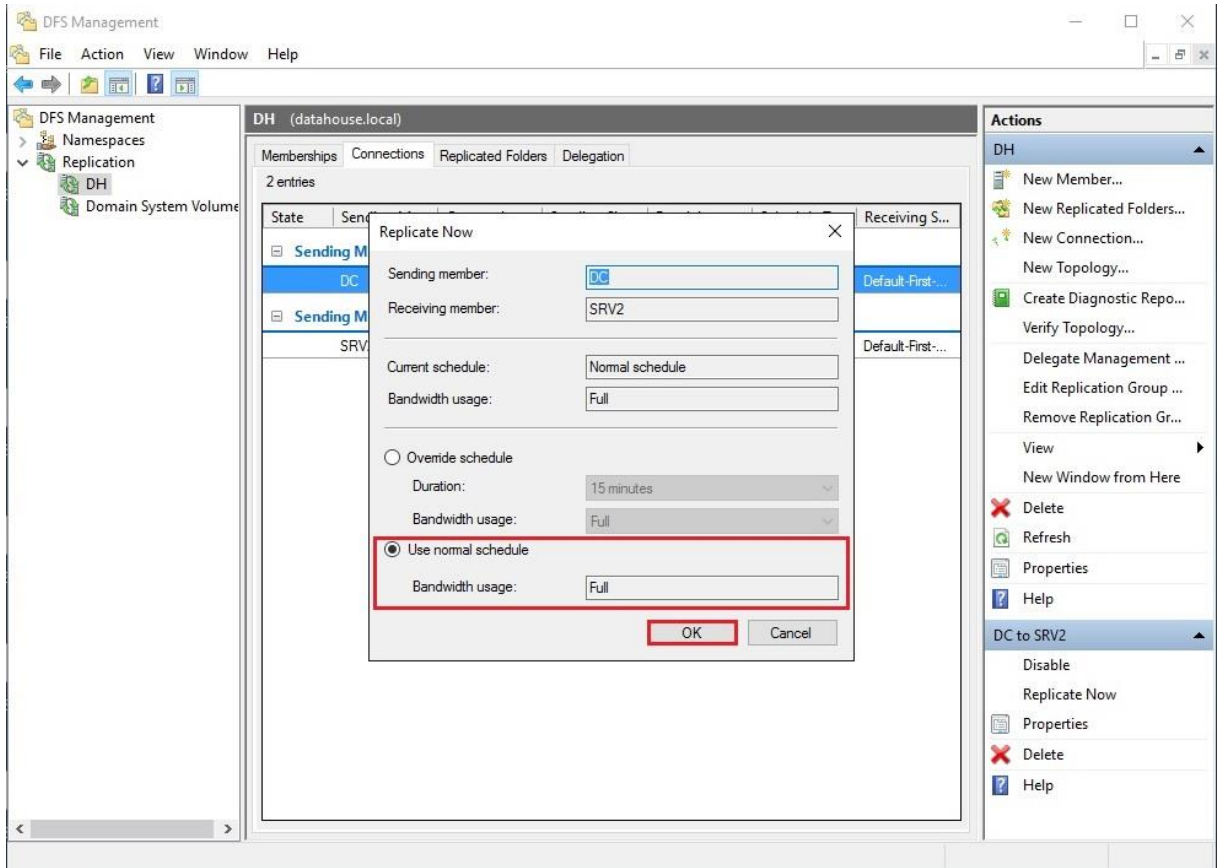 DFS Management
File Action View Window Help
DFS Management
Namespaces
Replication
DH
Domain System Volume
DH (datahouse.local)
Memberships Connections Replicated Folders Delegation
2 entries
State Receiving S...
Sending M
DC Default-First-...
Sending M
Default-First-...
Replicate Now
Sending member: DC
Receiving member: SRV2
Current schedule: Normal schedule
Bandwidth usage: Full
Override schedule
Duration: 15 minutes
Bandwidth usage: Full
Use normal schedule
Bandwidth usage: Full
OK Cancel
Actions
DH
New Member...
New Replicated Folders...
New Connection...
New Topology...
Create Diagnostic Repo...
Verify Topology...
Delegate Management ...
Edit Replication Group ...
Remove Replication Gr...
View
New Window from Here
Delete
Refresh
Properties
Help
DC to SRV2
Disable
Replicate Now
Properties
Delete
Help